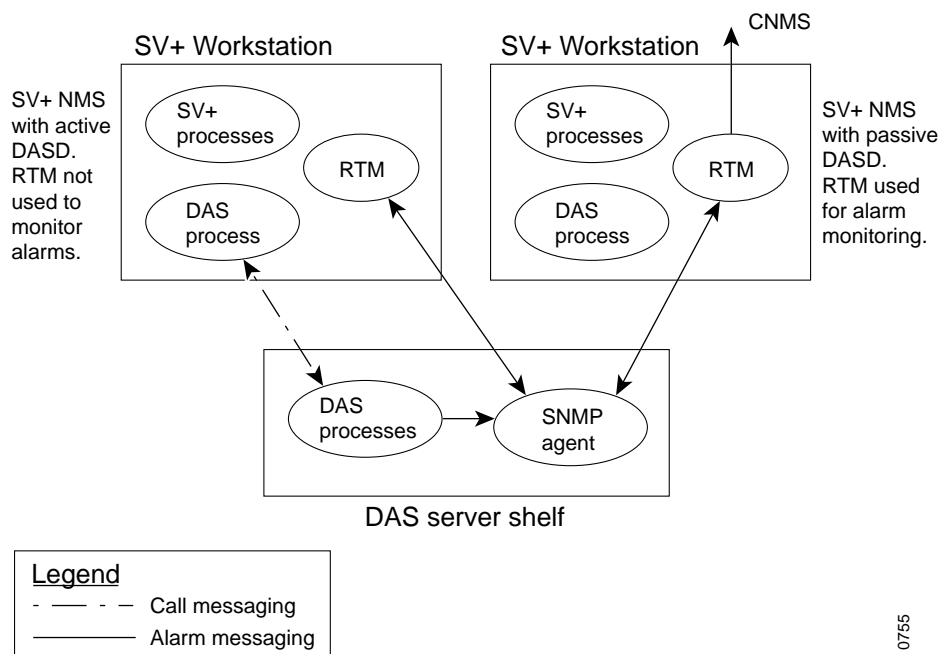 CNMS
SV+ Workstation
SV+ Workstation
SV+ NMS
with active
DASD.
RTM not
used to
monitor
alarms.
SV+
processes
RTM
DAS
process
SV+
processes
RTM
DAS
process
SV+ NMS
with passive
DASD.
RTM used
for alarm
monitoring.
DAS
processes
SNMP
agent
DAS server shelf
Legend
Call messaging
Alarm messaging
0755